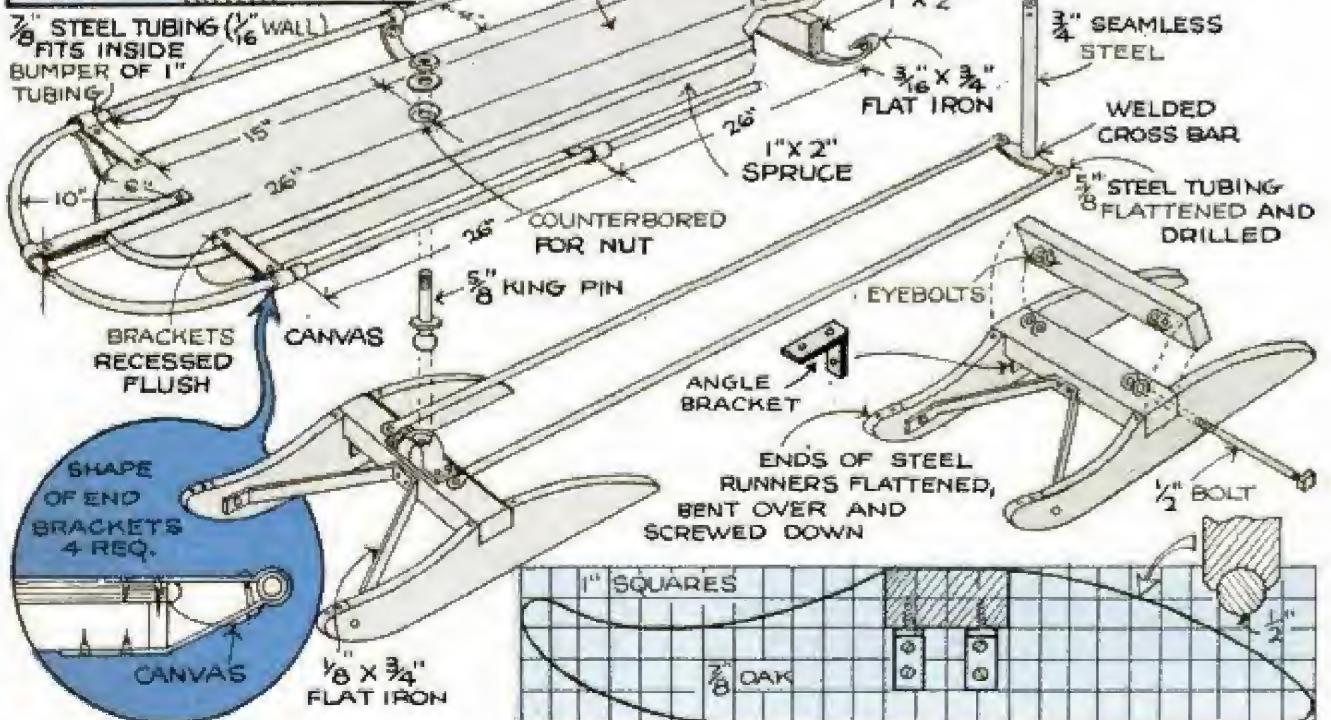 7/8" STEEL TUBING (1/16" WALL)
FITS INSIDE
BUMPER OF 1"
TUBING
4"
1" X 2"
3/4" SEAMLESS
STEEL
3/16" X 3/4"
FLAT IRON
WELDED
CROSS BAR
15"
26"
1" X 2"
SPRUCE
5/8" STEEL TUBING
FLATTENED AND
DRILLED
10"
6"
26"
COUNTERBORED
FOR NUT
26"
5/8" KING PIN
EYEBOLTS
BRACKETS
RECESSED
FLUSH
CANVAS
ANGLE
BRACKET
SHAPE
OF END
BRACKETS
4 REQ.
ENDS OF STEEL
RUNNERS FLATTENED,
BENT OVER AND
SCREWED DOWN
1/2" BOLT
1" SQUARES
1/2"
CANVAS
1/8 X 3/4"
FLAT IRON
7/8" OAK